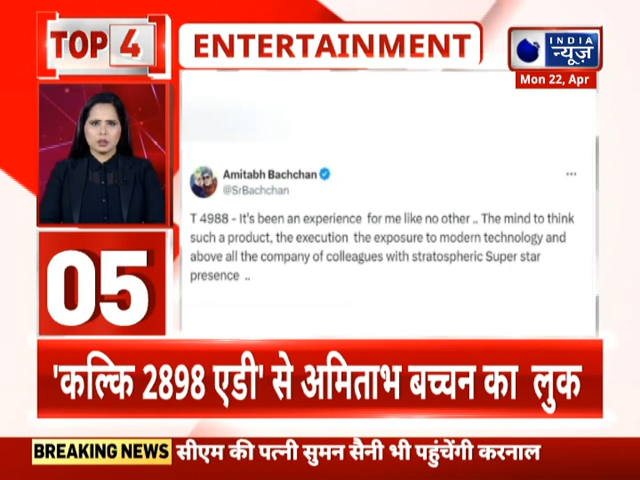 TOP 4
ENTERTAINMENT
INDIA
न्यूज़
Mon 22, Apr
Amitabh Bachchan
@SrBachchan
T 4988 - It's been an experience for me like no other .. The mind to think
such a product, the execution the exposure to modern technology and
above all the company of colleagues with stratospheric Super star
presence ..
05
'कल्कि 2898 एडी' से अमिताभ बच्चन का लुक
BREAKING NEWS सीएम की पत्नी सुमन सैनी भी पहुंचेंगी करनाल